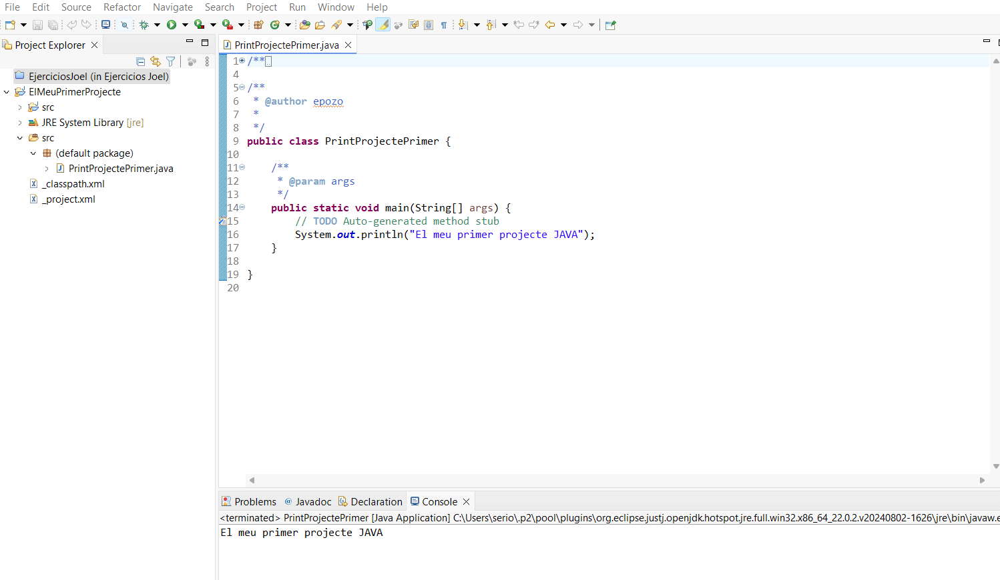 File Edit Source Refactor Navigate Search Project Run Window Help
Project Explorer
EjerciciosJoel (in Ejercicios Joel)
ElMeuPrimerProjecte
src
JRE System Library [jre]
src
(default package)
PrintProjectePrimer.java
_classpath.xml
_project.xml
PrintProjectePrimer.java
1 /**
4
5 /**
6 * @author epozo
7 *
8 */
9 public class PrintProjectePrimer {
10
11 /**
12 * @param args
13 */
14 public static void main(String[] args) {
15 // TODO Auto-generated method stub
16 System.out.println("El meu primer projecte JAVA");
17 }
18
19 }
20
Problems @ Javadoc Declaration Console
<terminated> PrintProjectePrimer [Java Application] C:\Users\serio\.p2\pool\plugins\org.eclipse.justj.openjdk.hotspot.jre.full.win32.x86_64_22.0.2.v20240802-1626\jre\bin\javaw.e
El meu primer projecte JAVA